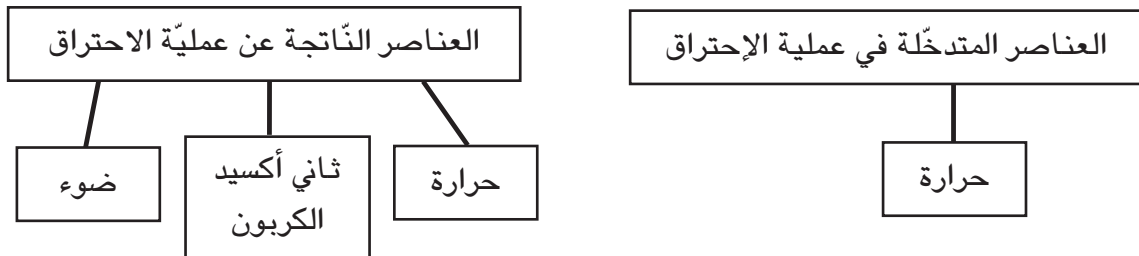 العناصر المتدخّلة في عملية الإحتراق
حرارة
العناصر النّاتجة عن عمليّة الاحتراق
حرارة
ثاني أكسيد
الكربون
ضوء